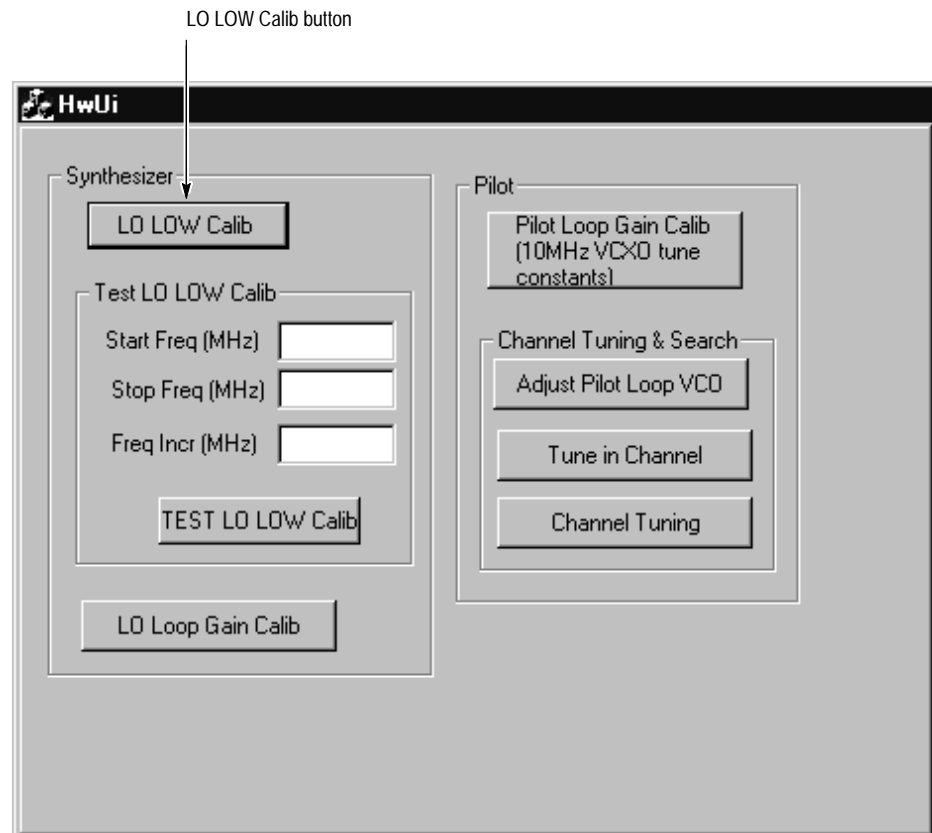 LO LOW Calib button
HwUi
Synthesizer
LO LOW Calib
Test LO LOW Calib
Start Freq (MHz)
Stop Freq (MHz)
Freq Incr (MHz)
TEST LO LOW Calib
LO Loop Gain Calib
Pilot
Pilot Loop Gain Calib
(10MHz VCXO tune
constants)
Channel Tuning & Search
Adjust Pilot Loop VCO
Tune in Channel
Channel Tuning